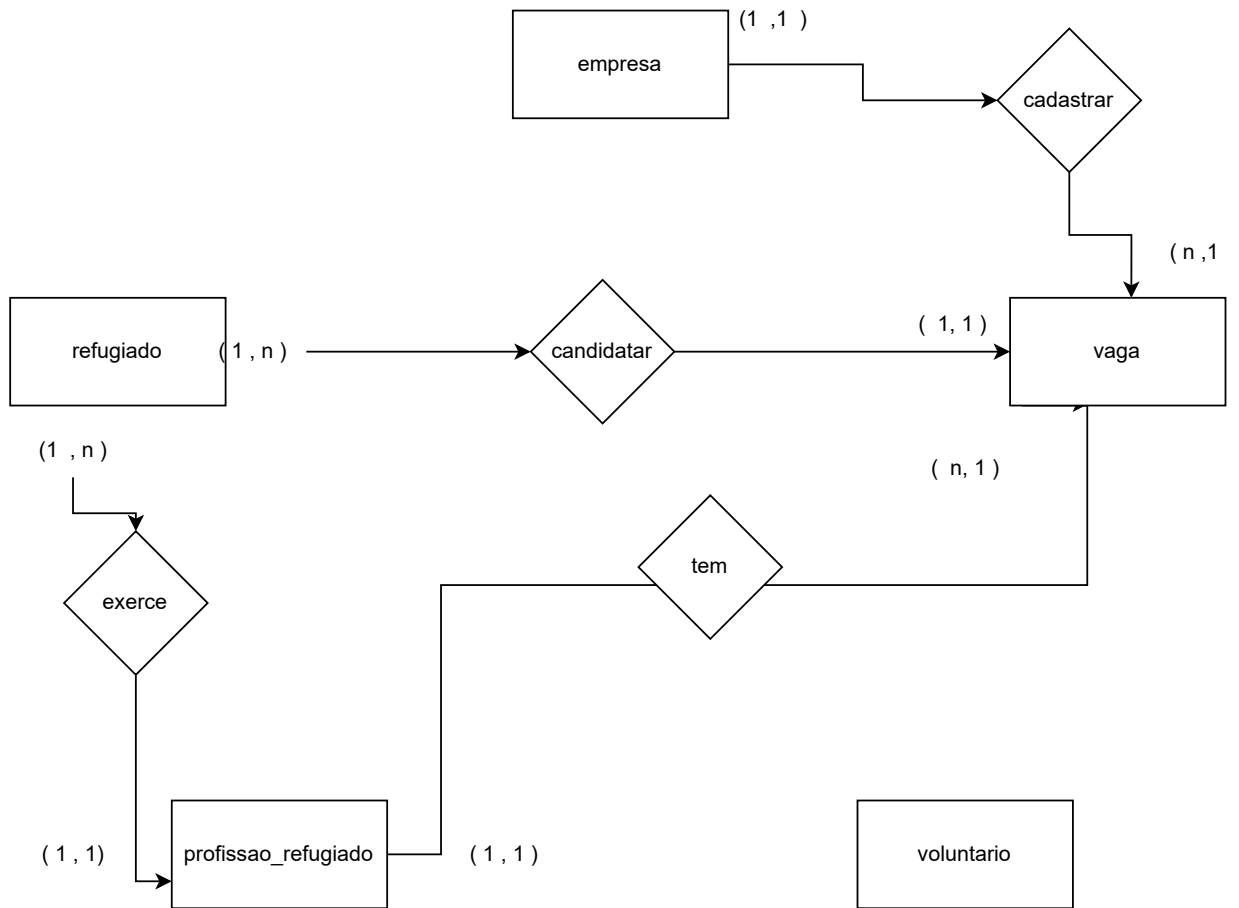 (1  ,1  )
empresa
cadastrar
( n ,1
refugiado
( 1 , n )
candidatar
(  1, 1 )
vaga
(1  , n )
(  n, 1 )
tem
exerce
( 1 , 1)
profissao_refugiado
( 1 , 1 )
voluntario